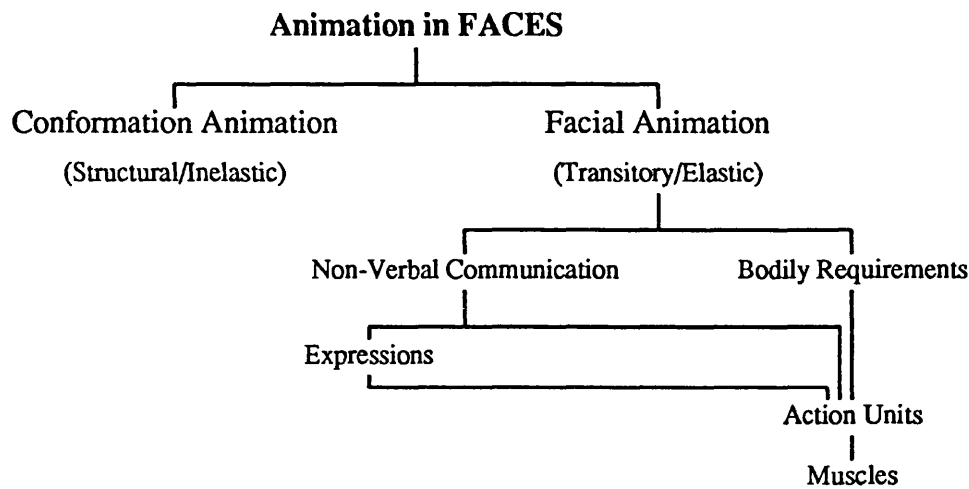 Animation in FACES
Conformation Animation
(Structural/Inelastic)
Facial Animation
(Transitory/Elastic)
Non-Verbal Communication
Bodily Requirements
Expressions
Action Units
Muscles